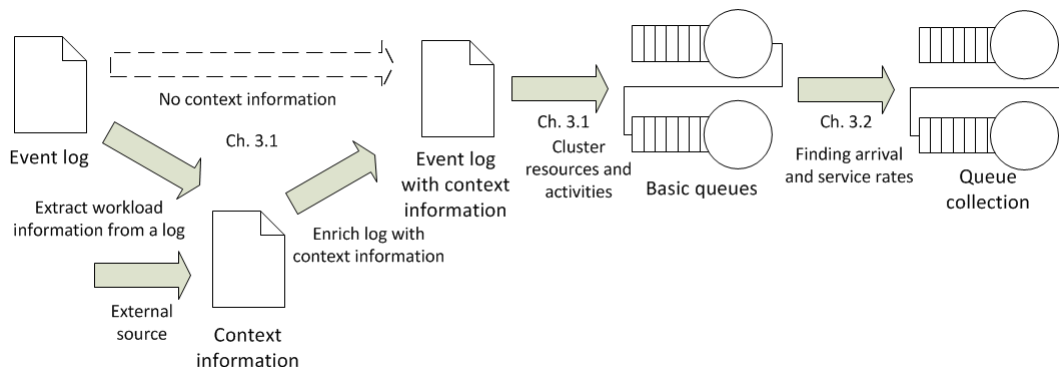 No context information
Ch. 3.1
Event log
Extract workload
information from a log
External
source
Context
information
Enrich log with
context information
Event log
with context
information
Ch. 3.1
Cluster
resources and
activities
Basic queues
Ch. 3.2
Finding arrival
and service rates
Queue
collection